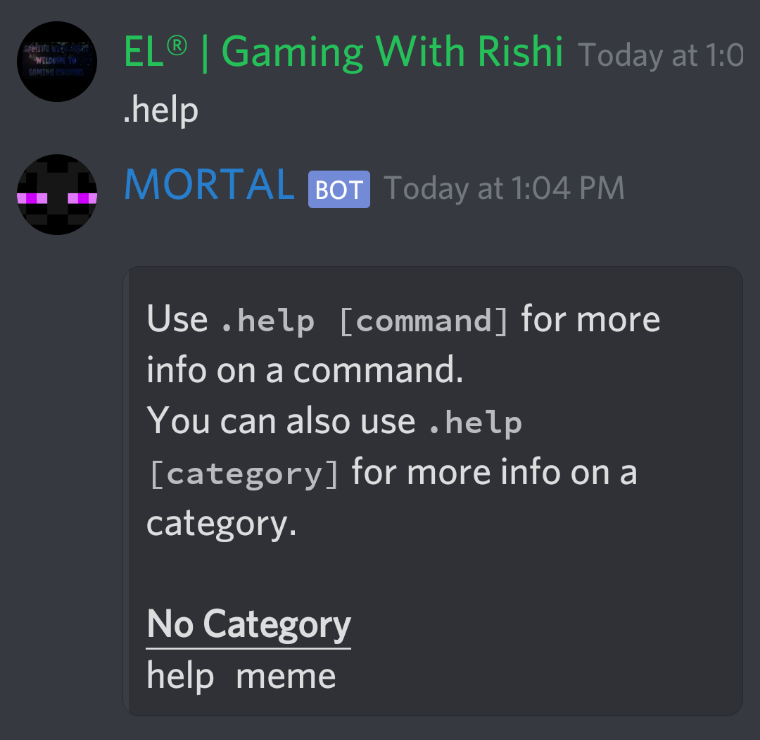 EL® | Gaming With Rishi Today at 1:0
.help
MORTAL BOT Today at 1:04 PM
Use .help [command] for more
info on a command.
You can also use .help
[category] for more info on a
category.
No Category
help meme